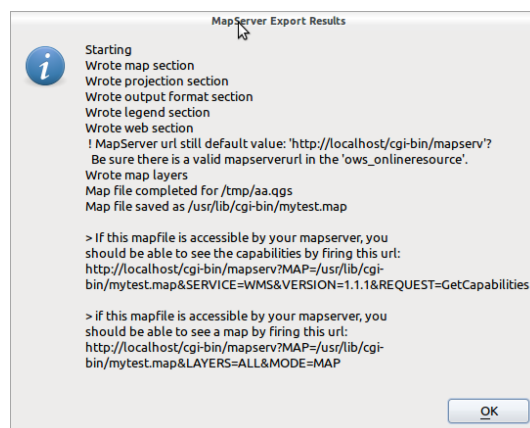 MapServer Export Results
Starting
Wrote map section
Wrote projection section
Wrote output format section
Wrote legend section
Wrote web section
! MapServer url still default value: 'http://localhost/cgi-bin/mapserv'?
Be sure there is a valid mapserverurl in the 'ows_onlineresource'.
Wrote map layers
Map file completed for /tmp/aa.qgs
Map file saved as /usr/lib/cgi-bin/mytest.map
> If this mapfile is accessible by your mapserver, you
should be able to see the capabilities by firing this url:
http://localhost/cgi-bin/mapserv?MAP=/usr/lib/cgi-
bin/mytest.map&SERVICE=WMS&VERSION=1.1.1&REQUEST=GetCapabilities
> if this mapfile is accessible by your mapserver, you
should be able to see a map by firing this url:
http://localhost/cgi-bin/mapserv?MAP=/usr/lib/cgi-
bin/mytest.map&LAYERS=ALL&MODE=MAP
OK